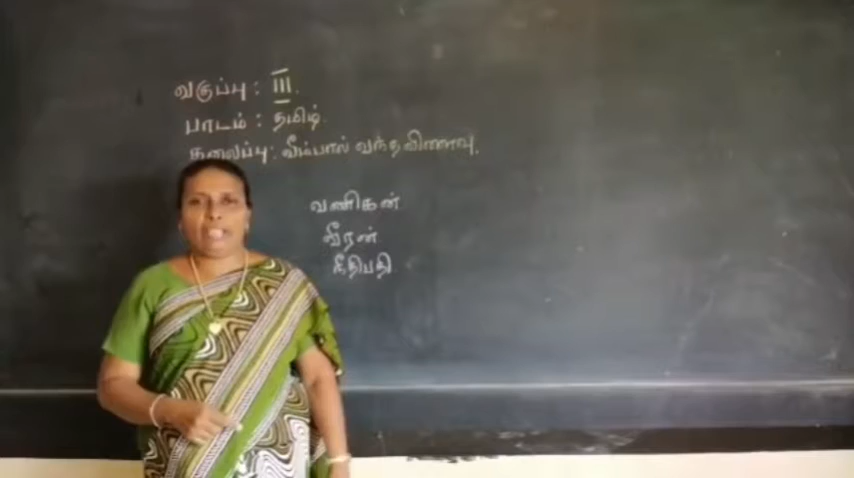 வகுப்பு : III.
பாடம் : தமிழ்.
தலைப்பு : வீம்பால் வந்த விளைவு.
வணிகன்
வீரன்
நீதிபதி